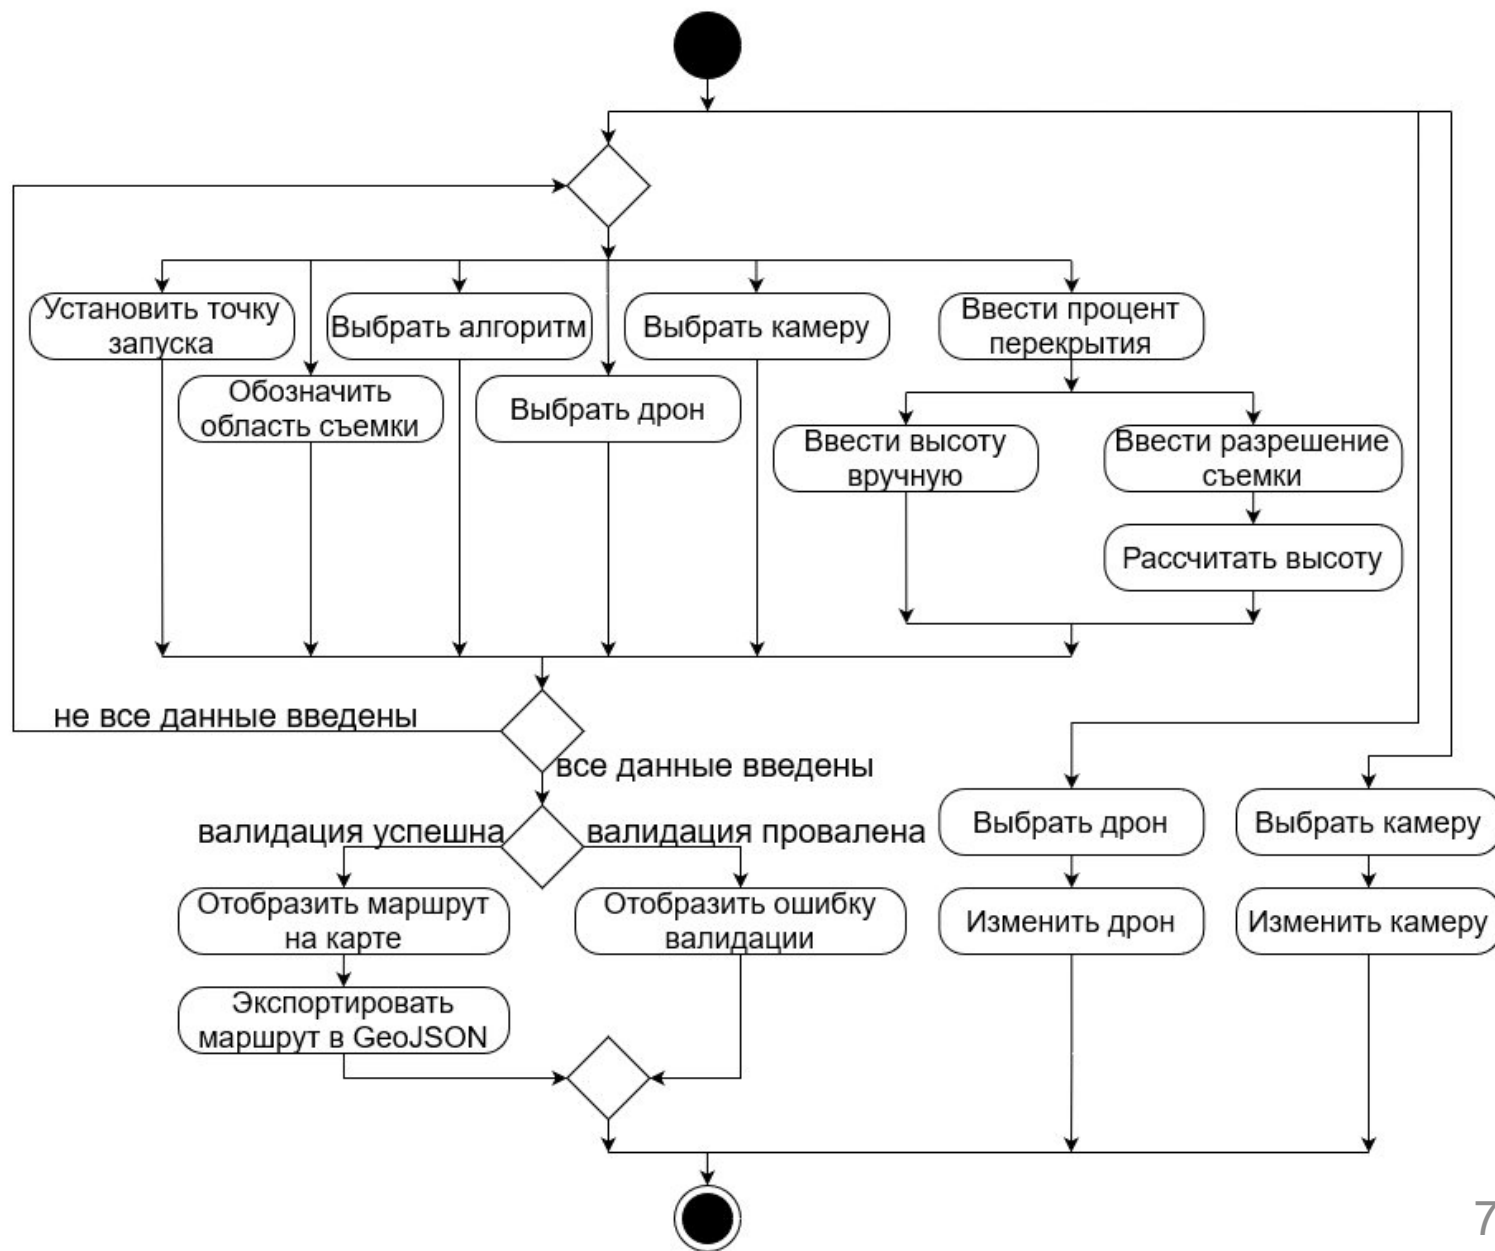 Установить точку
запуска
Выбрать алгоритм
Выбрать камеру
Ввести процент
перекрытия
Обозначить
область съемки
Выбрать дрон
Ввести высоту
вручную
Ввести разрешение
съемки
Рассчитать высоту
не все данные введены
все данные введены
валидация успешна
валидация провалена
Выбрать дрон
Выбрать камеру
Отобразить маршрут
на карте
Отобразить ошибку
валидации
Изменить дрон
Изменить камеру
Экспортировать
маршрут в GeoJSON
7